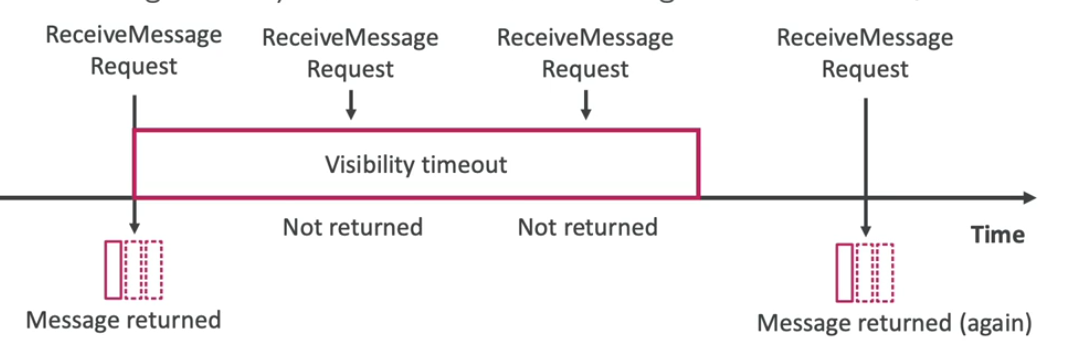 ReceiveMessage
Request
ReceiveMessage
Request
ReceiveMessage
Request
ReceiveMessage
Request
Visibility timeout
Not returned
Not returned
Time
Message returned
Message returned (again)